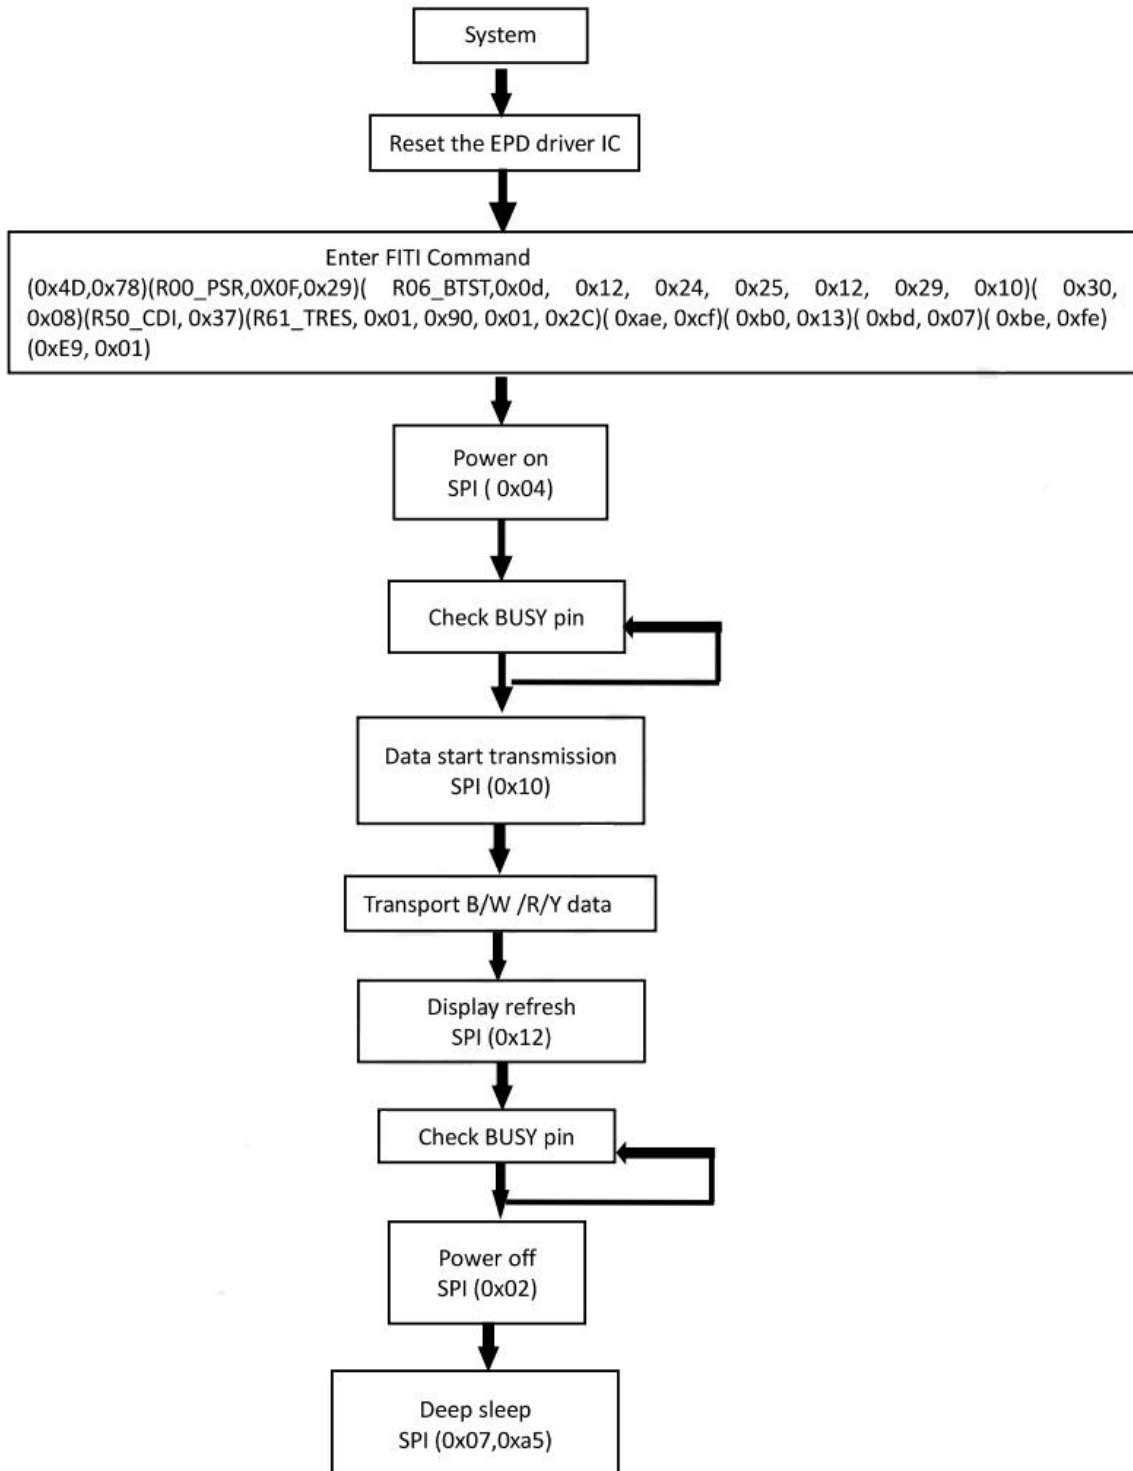 System
Reset the EPD driver IC
Enter FITI Command
(0x4D,0x78)(R00_PSR,0X0F,0x29)( R06_BTST,0x0d, 0x12, 0x24, 0x25, 0x12, 0x29, 0x10)( 0x30,
0x08)(R50_CDI, 0x37)(R61_TRES, 0x01, 0x90, 0x01, 0x2C)( 0xae, 0xcf)( 0xb0, 0x13)( 0xbd, 0x07)( 0xbe, 0xfe)
(0xE9, 0x01)
Power on
SPI ( 0x04)
Check BUSY pin
Data start transmission
SPI (0x10)
Transport B/W /R/Y data
Display refresh
SPI (0x12)
Check BUSY pin
Power off
SPI (0x02)
Deep sleep
SPI (0x07,0xa5)